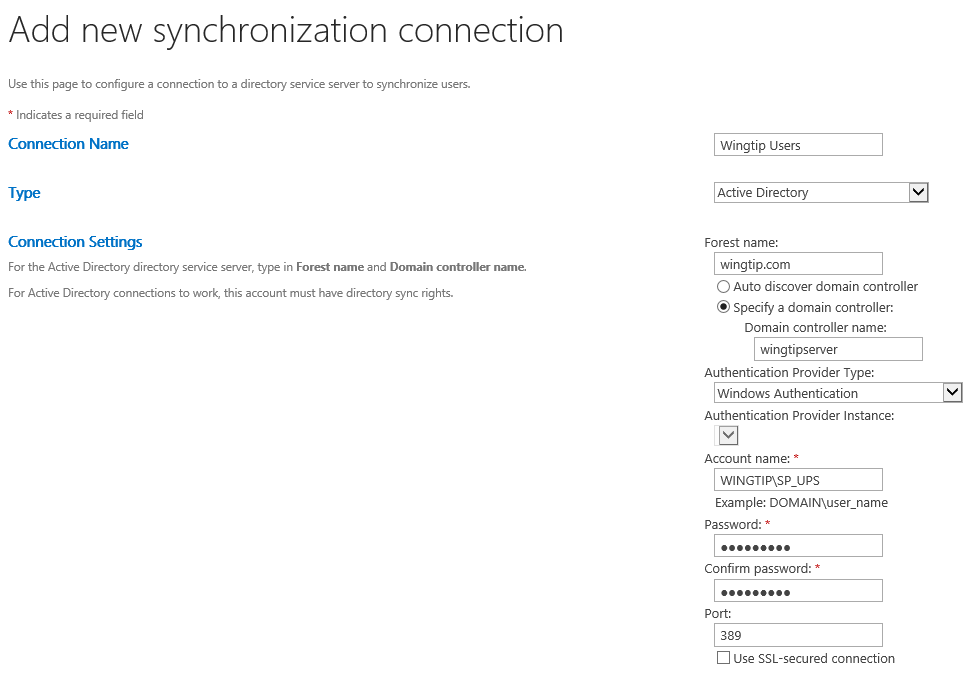 Add new synchronization connection
Use this page to configure a connection to a directory service server to synchronize users.
* Indicates a required field
Connection Name
Wingtip Users
Type
Active Directory
Connection Settings
For the Active Directory directory service server, type in Forest name and Domain controller name.
For Active Directory connections to work, this account must have directory sync rights.
Forest name:
wingtip.com
Auto discover domain controller
Specify a domain controller:
Domain controller name:
wingtipserver
Authentication Provider Type:
Windows Authentication
Authentication Provider Instance:
Account name: *
WINGTIP\SP_UPS
Example: DOMAIN\user_name
Password: *
●●●●●●●●●
Confirm password: *
●●●●●●●●●
Port:
389
Use SSL-secured connection